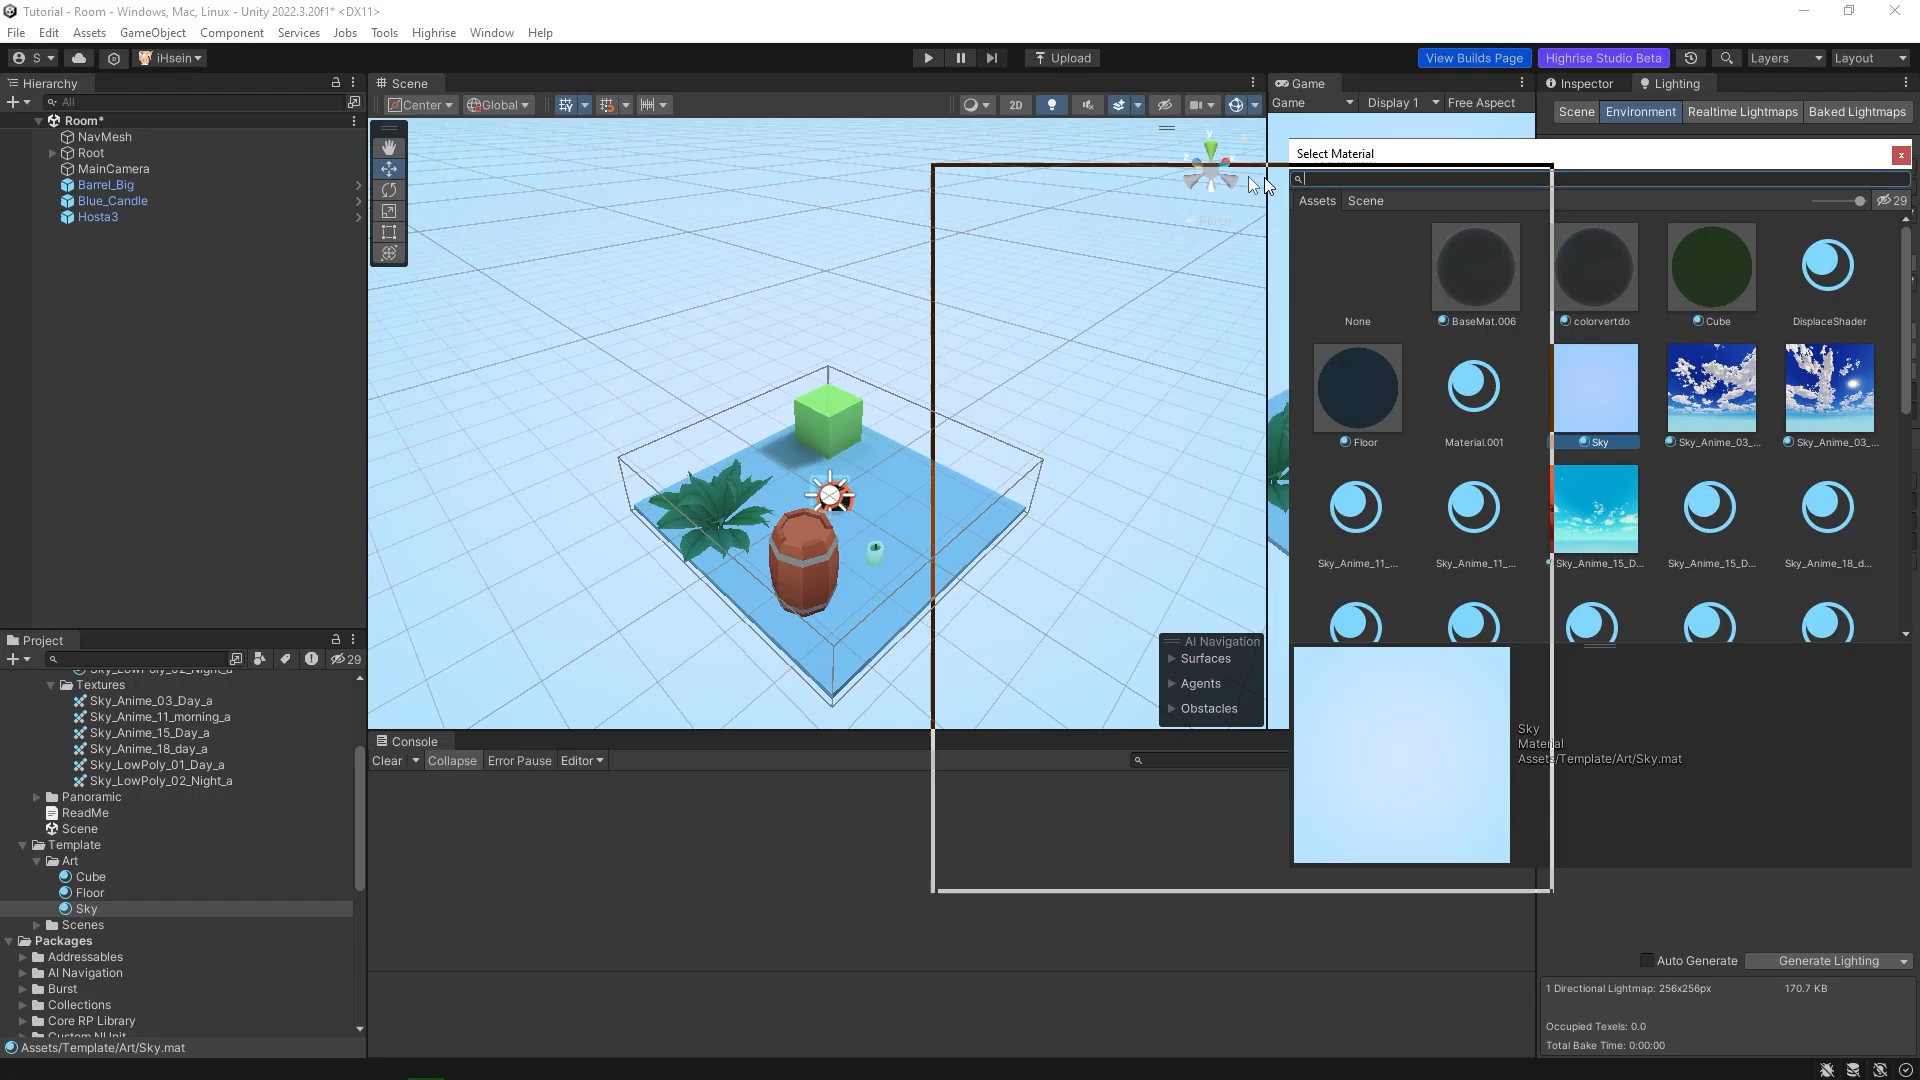 Tutorial - Room - Windows, Mac, Linux - Unity 2022.3.20f1* <DX11>
File Edit Assets GameObject Component Services Jobs Tools Highrise Window Help
S iHsein Upload View Builds Page Highrise Studio Beta Layers Layout
Hierarchy
All
Room*
NavMesh
Root
MainCamera
Barrel_Big
Blue_Candle
Hosta3
Scene
Center Global 2D
y
Persp
AI Navigation
Surfaces
Agents
Obstacles
Game
Game Display 1 Free Aspect
Inspector Lighting
Scene Environment Realtime Lightmaps Baked Lightmaps
Select Material
Assets Scene 29
None BaseMat.006 colorvertdo Cube DisplaceShader
Floor Material.001 Sky Sky_Anime_03_... Sky_Anime_03_...
Sky_Anime_11_... Sky_Anime_11_... Sky_Anime_15_D... Sky_Anime_15_D... Sky_Anime_18_d...
Sky
Material
Assets/Template/Art/Sky.mat
Project
29
Sky_LowPoly_02_Night_a
Textures
Sky_Anime_03_Day_a
Sky_Anime_11_morning_a
Sky_Anime_15_Day_a
Sky_Anime_18_day_a
Sky_LowPoly_01_Day_a
Sky_LowPoly_02_Night_a
Panoramic
ReadMe
Scene
Template
Art
Cube
Floor
Sky
Scenes
Packages
Addressables
AI Navigation
Burst
Collections
Core RP Library
Custom NUnit
Assets/Template/Art/Sky.mat
Console
Clear Collapse Error Pause Editor
Auto Generate Generate Lighting
1 Directional Lightmap: 256x256px 170.7 KB
Occupied Texels: 0.0
Total Bake Time: 0:00:00